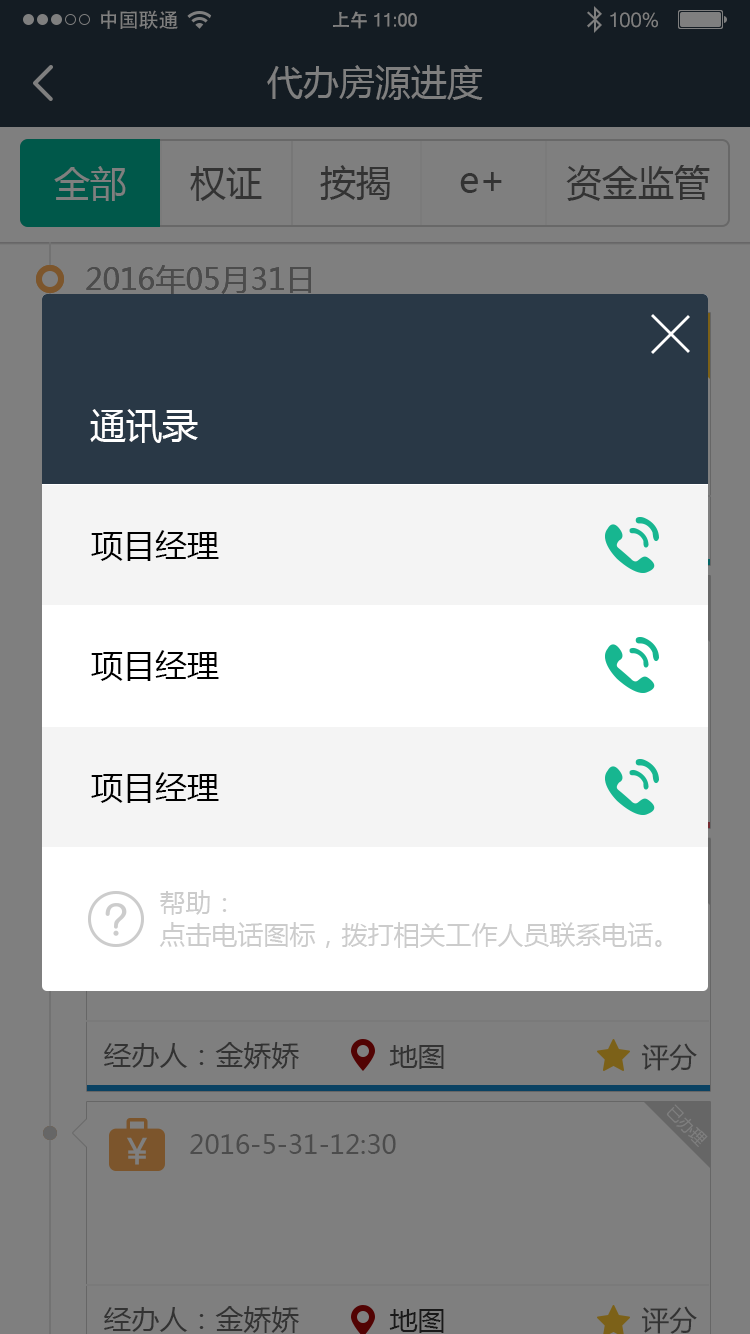 中国联通 上午 11:00 100%
代办房源进度
全部 权证 按揭 e+ 资金监管
2016年05月31日
通讯录
项目经理
项目经理
项目经理
帮助：
点击电话图标，拨打相关工作人员联系电话。
经办人：金娇娇 地图 评分
已办理
2016-5-31-12:30
经办人：金娇娇 地图 评分